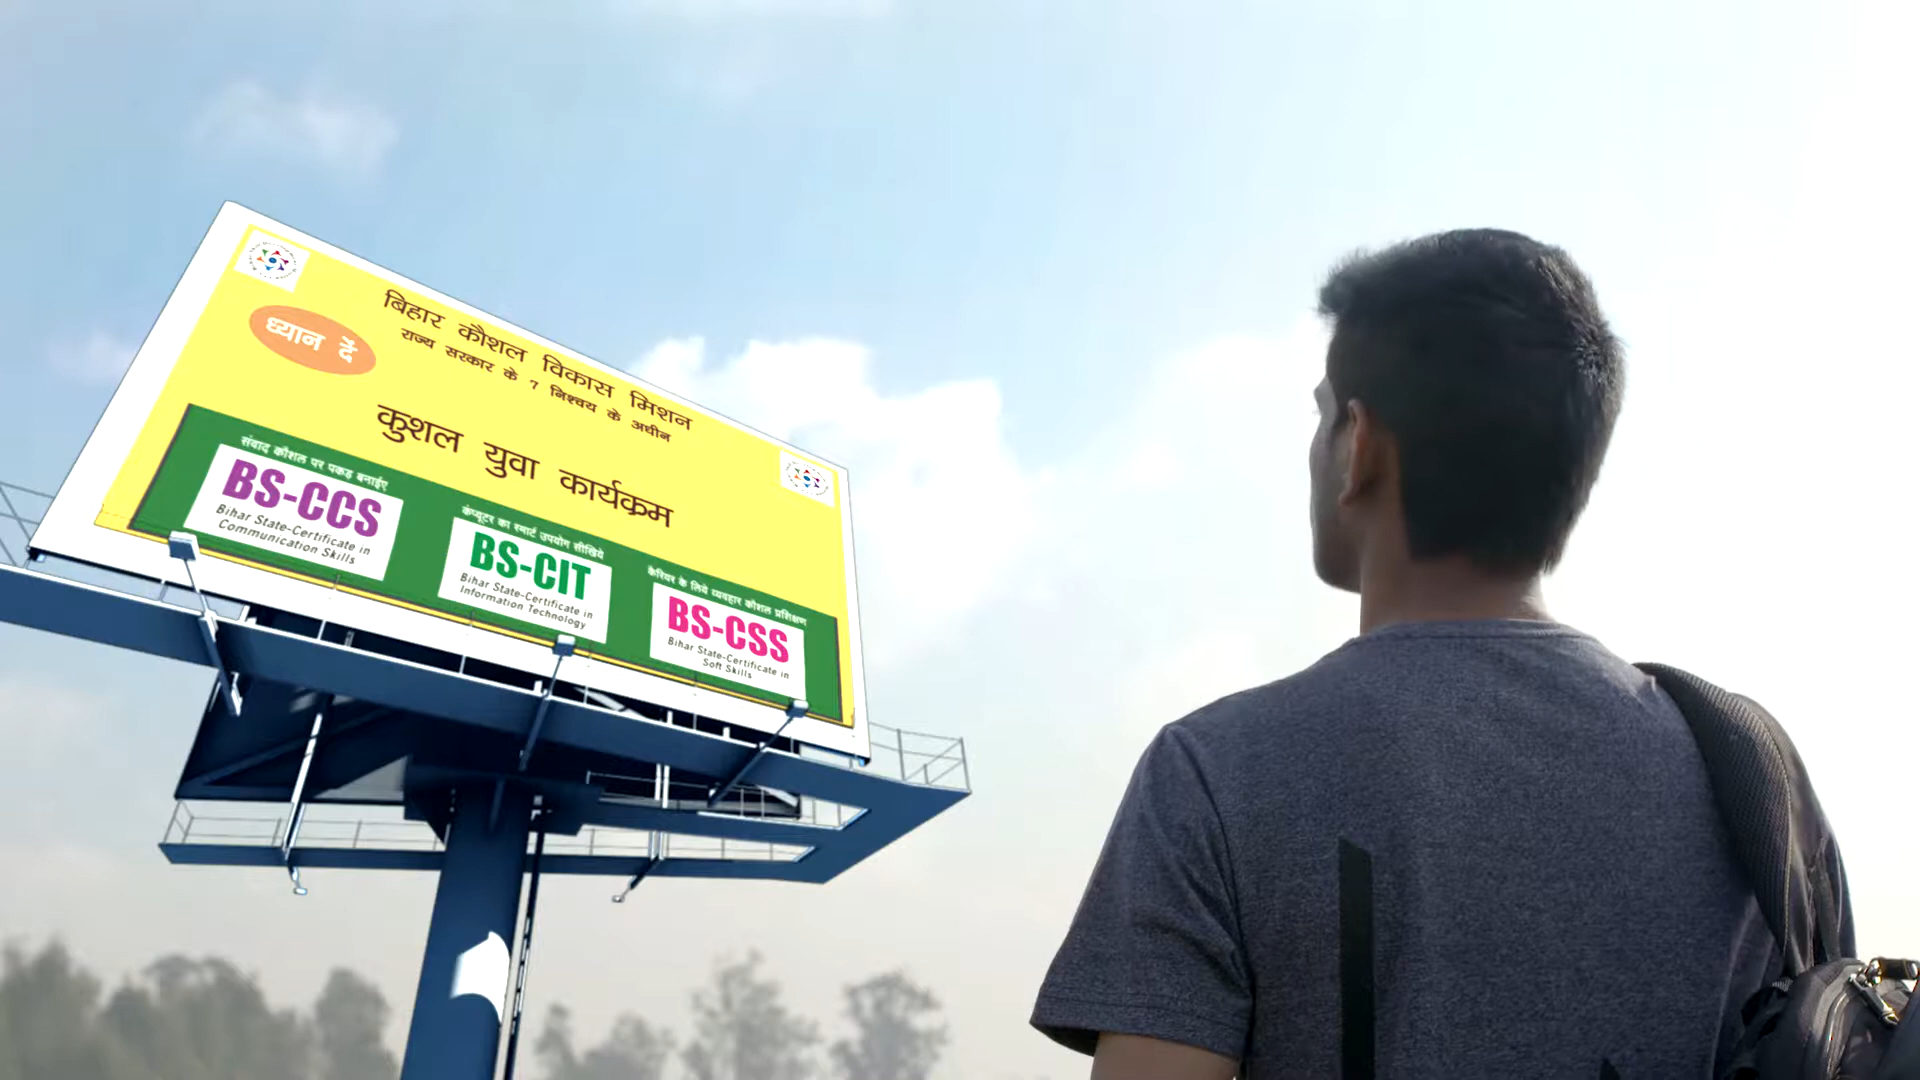 बिहार कौशल विकास मिशन
राज्य सरकार के 7 निश्चय के अधीन
ध्यान दें
कुशल युवा कार्यक्रम
संवाद कौशल पर पकड़ बनाईए
BS-CCS
Bihar State-Certificate in
Communication Skills
कंप्यूटर का स्मार्ट उपयोग सीखिये
BS-CIT
Bihar State-Certificate in
Information Technology
कैरियर के लिये व्यवहार कौशल प्रशिक्षण
BS-CSS
Bihar State-Certificate in
Soft Skills